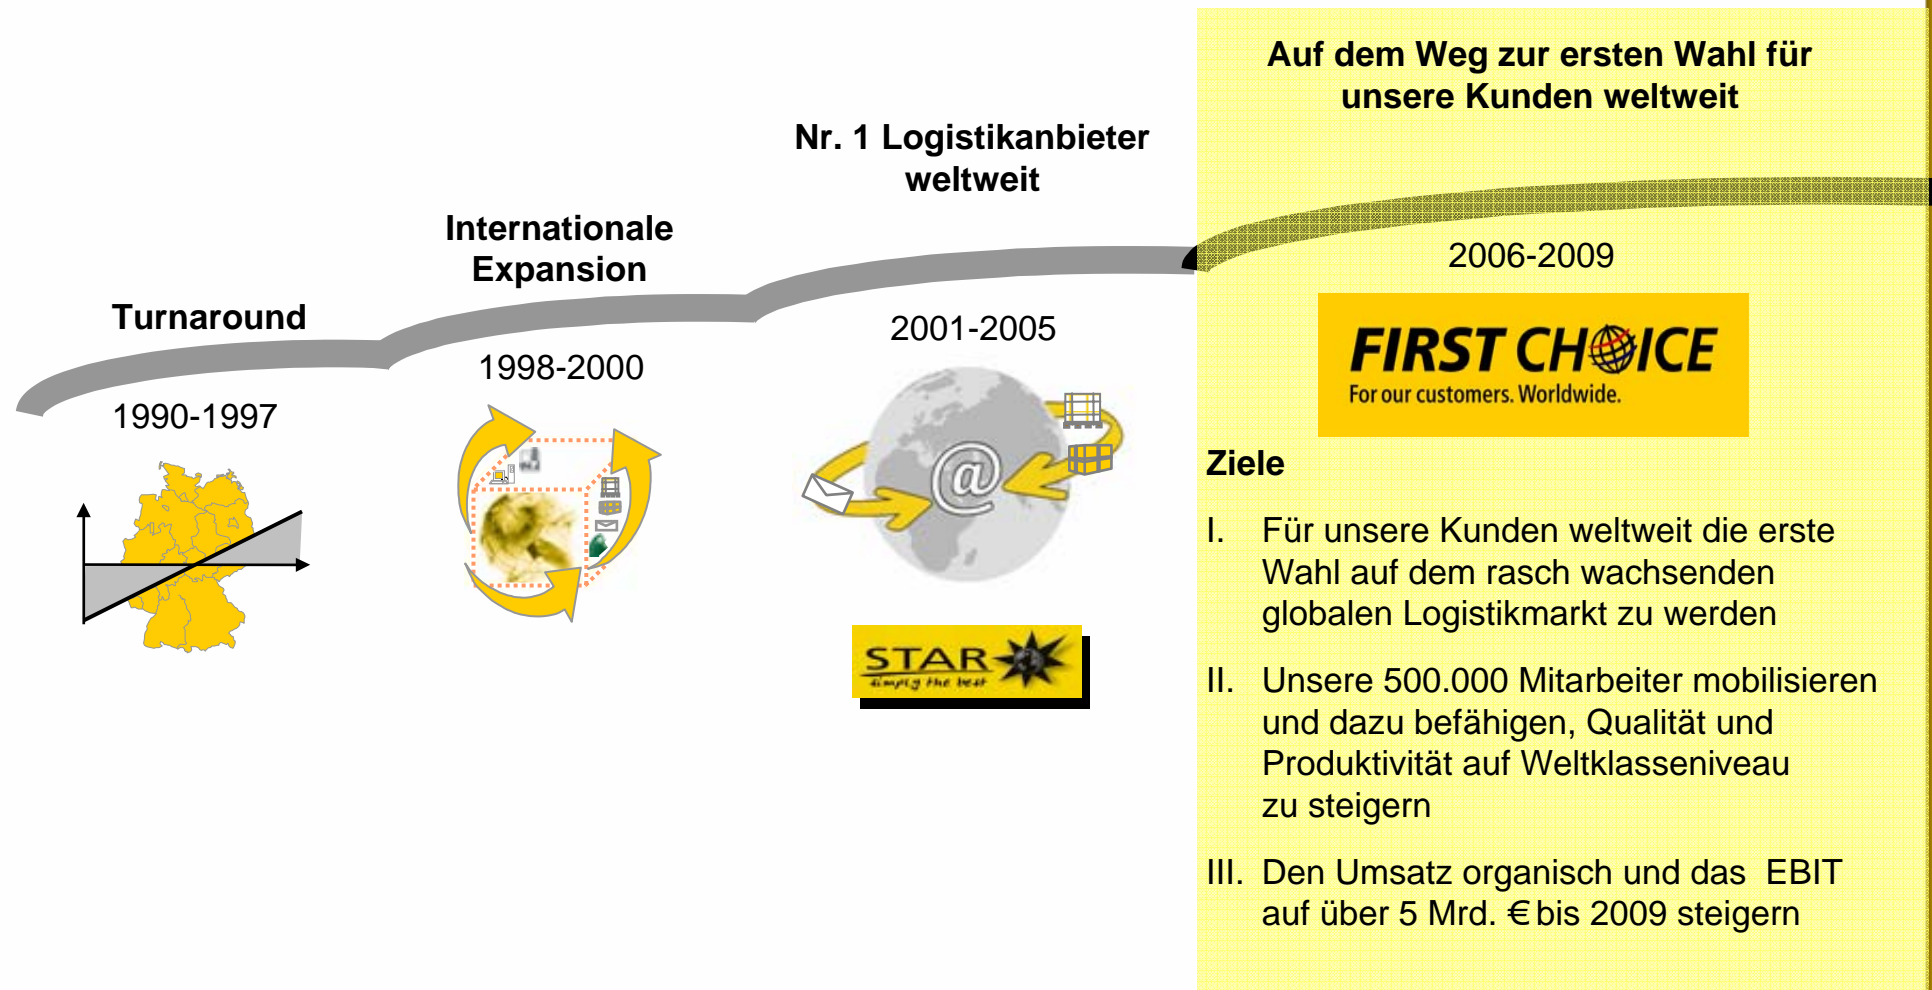 Turnaround
1990-1997
Internationale
Expansion
1998-2000
Nr. 1 Logistikanbieter
weltweit
2001-2005
@
STAR
simply the best
Auf dem Weg zur ersten Wahl für
unsere Kunden weltweit
2006-2009
FIRST CHOICE
For our customers. Worldwide.
Ziele
I. Für unsere Kunden weltweit die erste
Wahl auf dem rasch wachsenden
globalen Logistikmarkt zu werden
II. Unsere 500.000 Mitarbeiter mobilisieren
und dazu befähigen, Qualität und
Produktivität auf Weltklasseniveau
zu steigern
III. Den Umsatz organisch und das EBIT
auf über 5 Mrd. € bis 2009 steigern